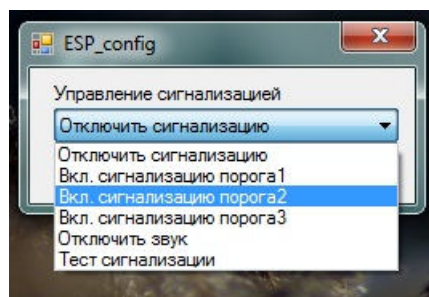 ESP_config
Управление сигнализацией
Отключить сигнализацию
Отключить сигнализацию
Вкл. сигнализацию порога1
Вкл. сигнализацию порога2
Вкл. сигнализацию порога3
Отключить звук
Тест сигнализации